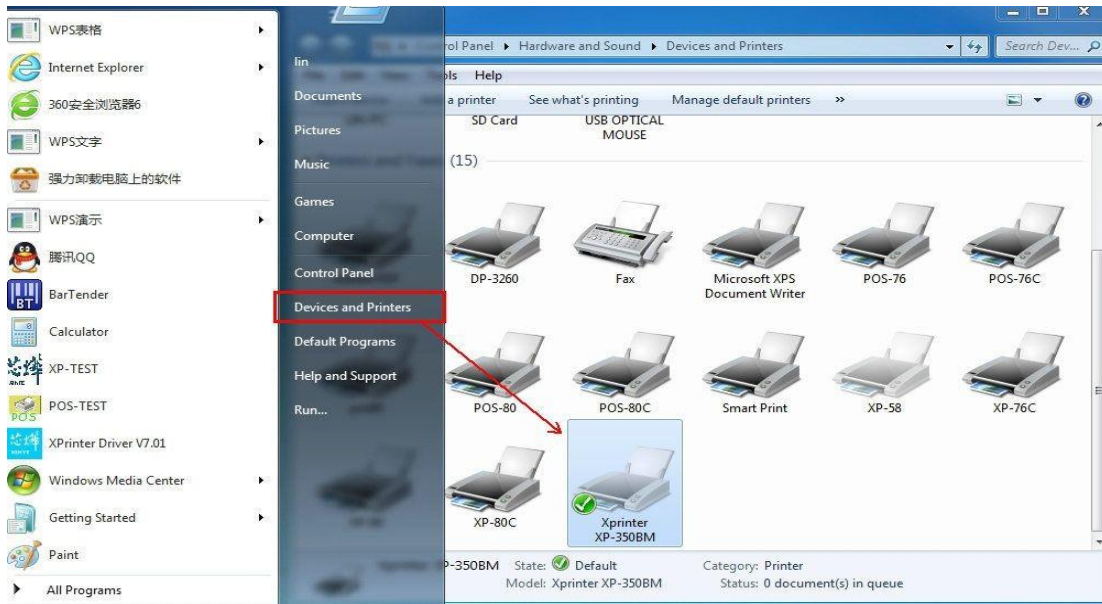 WPS表格
Internet Explorer
360安全浏览器6
WPS文字
强力卸载电脑上的软件
WPS演示
腾讯QQ
BarTender
Calculator
XP-TEST
POS-TEST
XPrinter Driver V7.01
Windows Media Center
Getting Started
Paint
All Programs
lin
Documents
Pictures
Music
Games
Computer
Control Panel
Devices and Printers
Default Programs
Help and Support
Run...
rol Panel Hardware and Sound Devices and Printers
Search Dev...
ls Help
a printer See what's printing Manage default printers »
SD Card USB OPTICAL
MOUSE
(15)
DP-3260 Fax Microsoft XPS POS-76 POS-76C
Document Writer
POS-80 POS-80C Smart Print XP-58 XP-76C
XP-80C Xprinter
XP-350BM
P-350BM State: Default Category: Printer
Model: Xprinter XP-350BM Status: 0 document(s) in queue